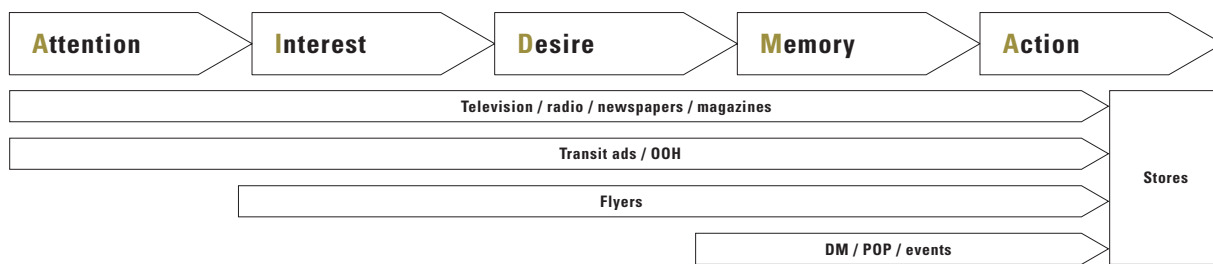 Attention
Interest
Desire
Memory
Action
Television / radio / newspapers / magazines
Transit ads / OOH
Flyers
DM / POP / events
Stores